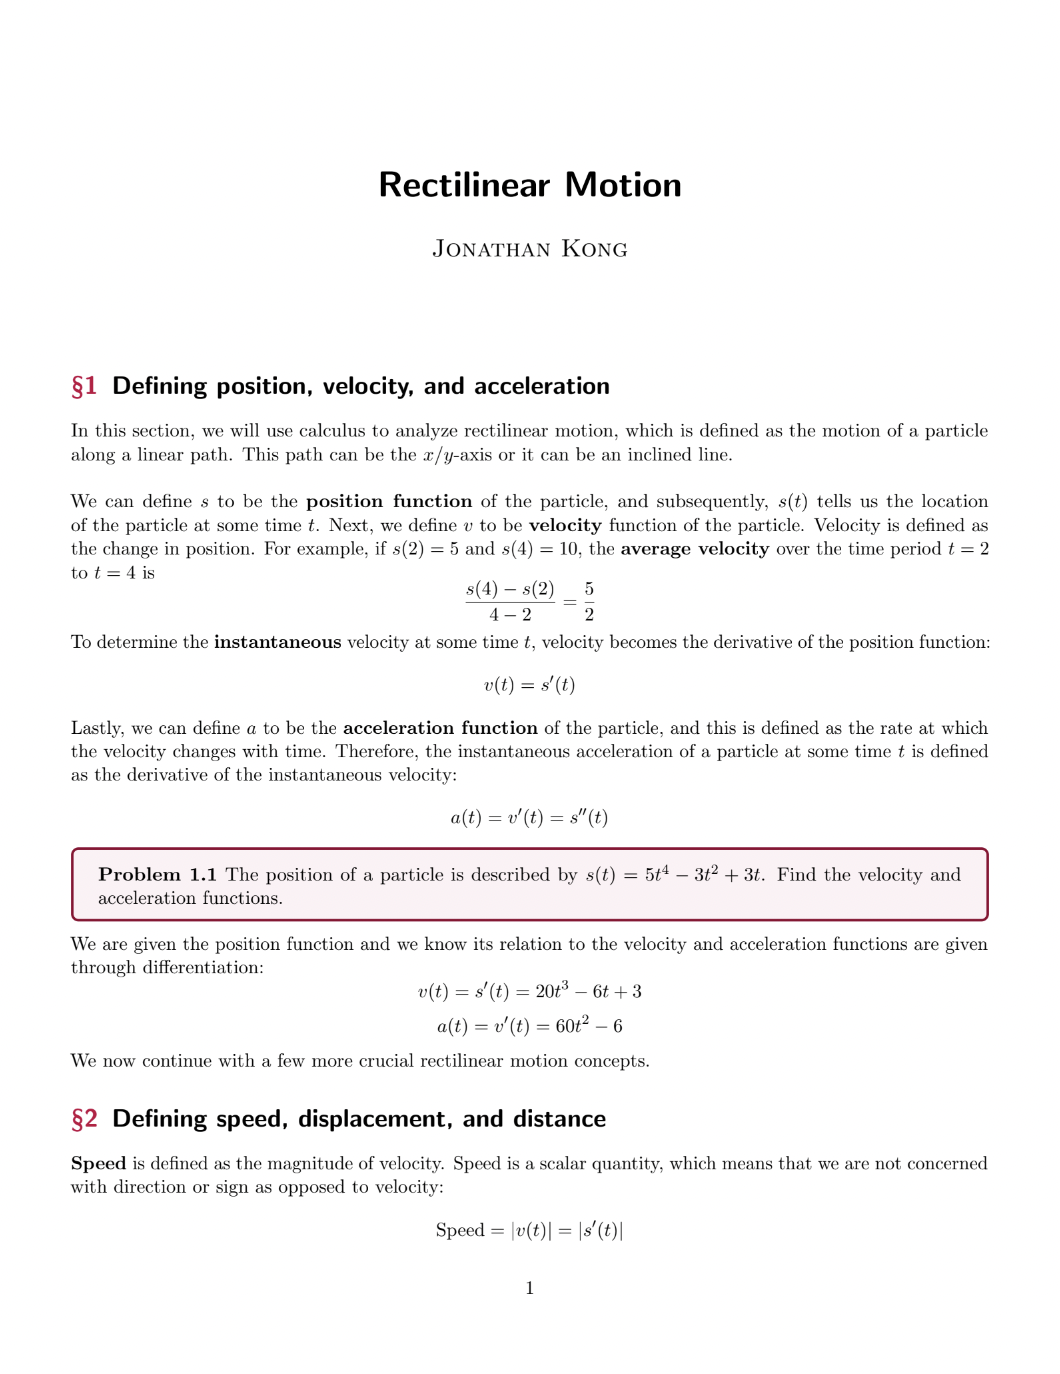 Rectilinear Motion
Jonathan Kong
§1 Defining position, velocity, and acceleration
In this section, we will use calculus to analyze rectilinear motion, which is defined as the motion of a particle
along a linear path. This path can be the x/y-axis or it can be an inclined line.
We can define s to be the position function of the particle, and subsequently, s(t) tells us the location
of the particle at some time t. Next, we define v to be velocity function of the particle. Velocity is defined as
the change in position. For example, if s(2) = 5 and s(4) = 10, the average velocity over the time period t = 2
to t = 4 is
\frac{s(4) − s(2)}{4 − 2} = \frac{5}{2}
To determine the instantaneous velocity at some time t, velocity becomes the derivative of the position function:
v(t) = s′(t)
Lastly, we can define a to be the acceleration function of the particle, and this is defined as the rate at which
the velocity changes with time. Therefore, the instantaneous acceleration of a particle at some time t is defined
as the derivative of the instantaneous velocity:
a(t) = v′(t) = s′′(t)
Problem 1.1 The position of a particle is described by s(t) = 5t⁴ − 3t² + 3t. Find the velocity and
acceleration functions.
We are given the position function and we know its relation to the velocity and acceleration functions are given
through differentiation:
v(t) = s′(t) = 20t³ − 6t + 3
a(t) = v′(t) = 60t² − 6
We now continue with a few more crucial rectilinear motion concepts.
§2 Defining speed, displacement, and distance
Speed is defined as the magnitude of velocity. Speed is a scalar quantity, which means that we are not concerned
with direction or sign as opposed to velocity:
Speed = |v(t)| = |s′(t)|
1